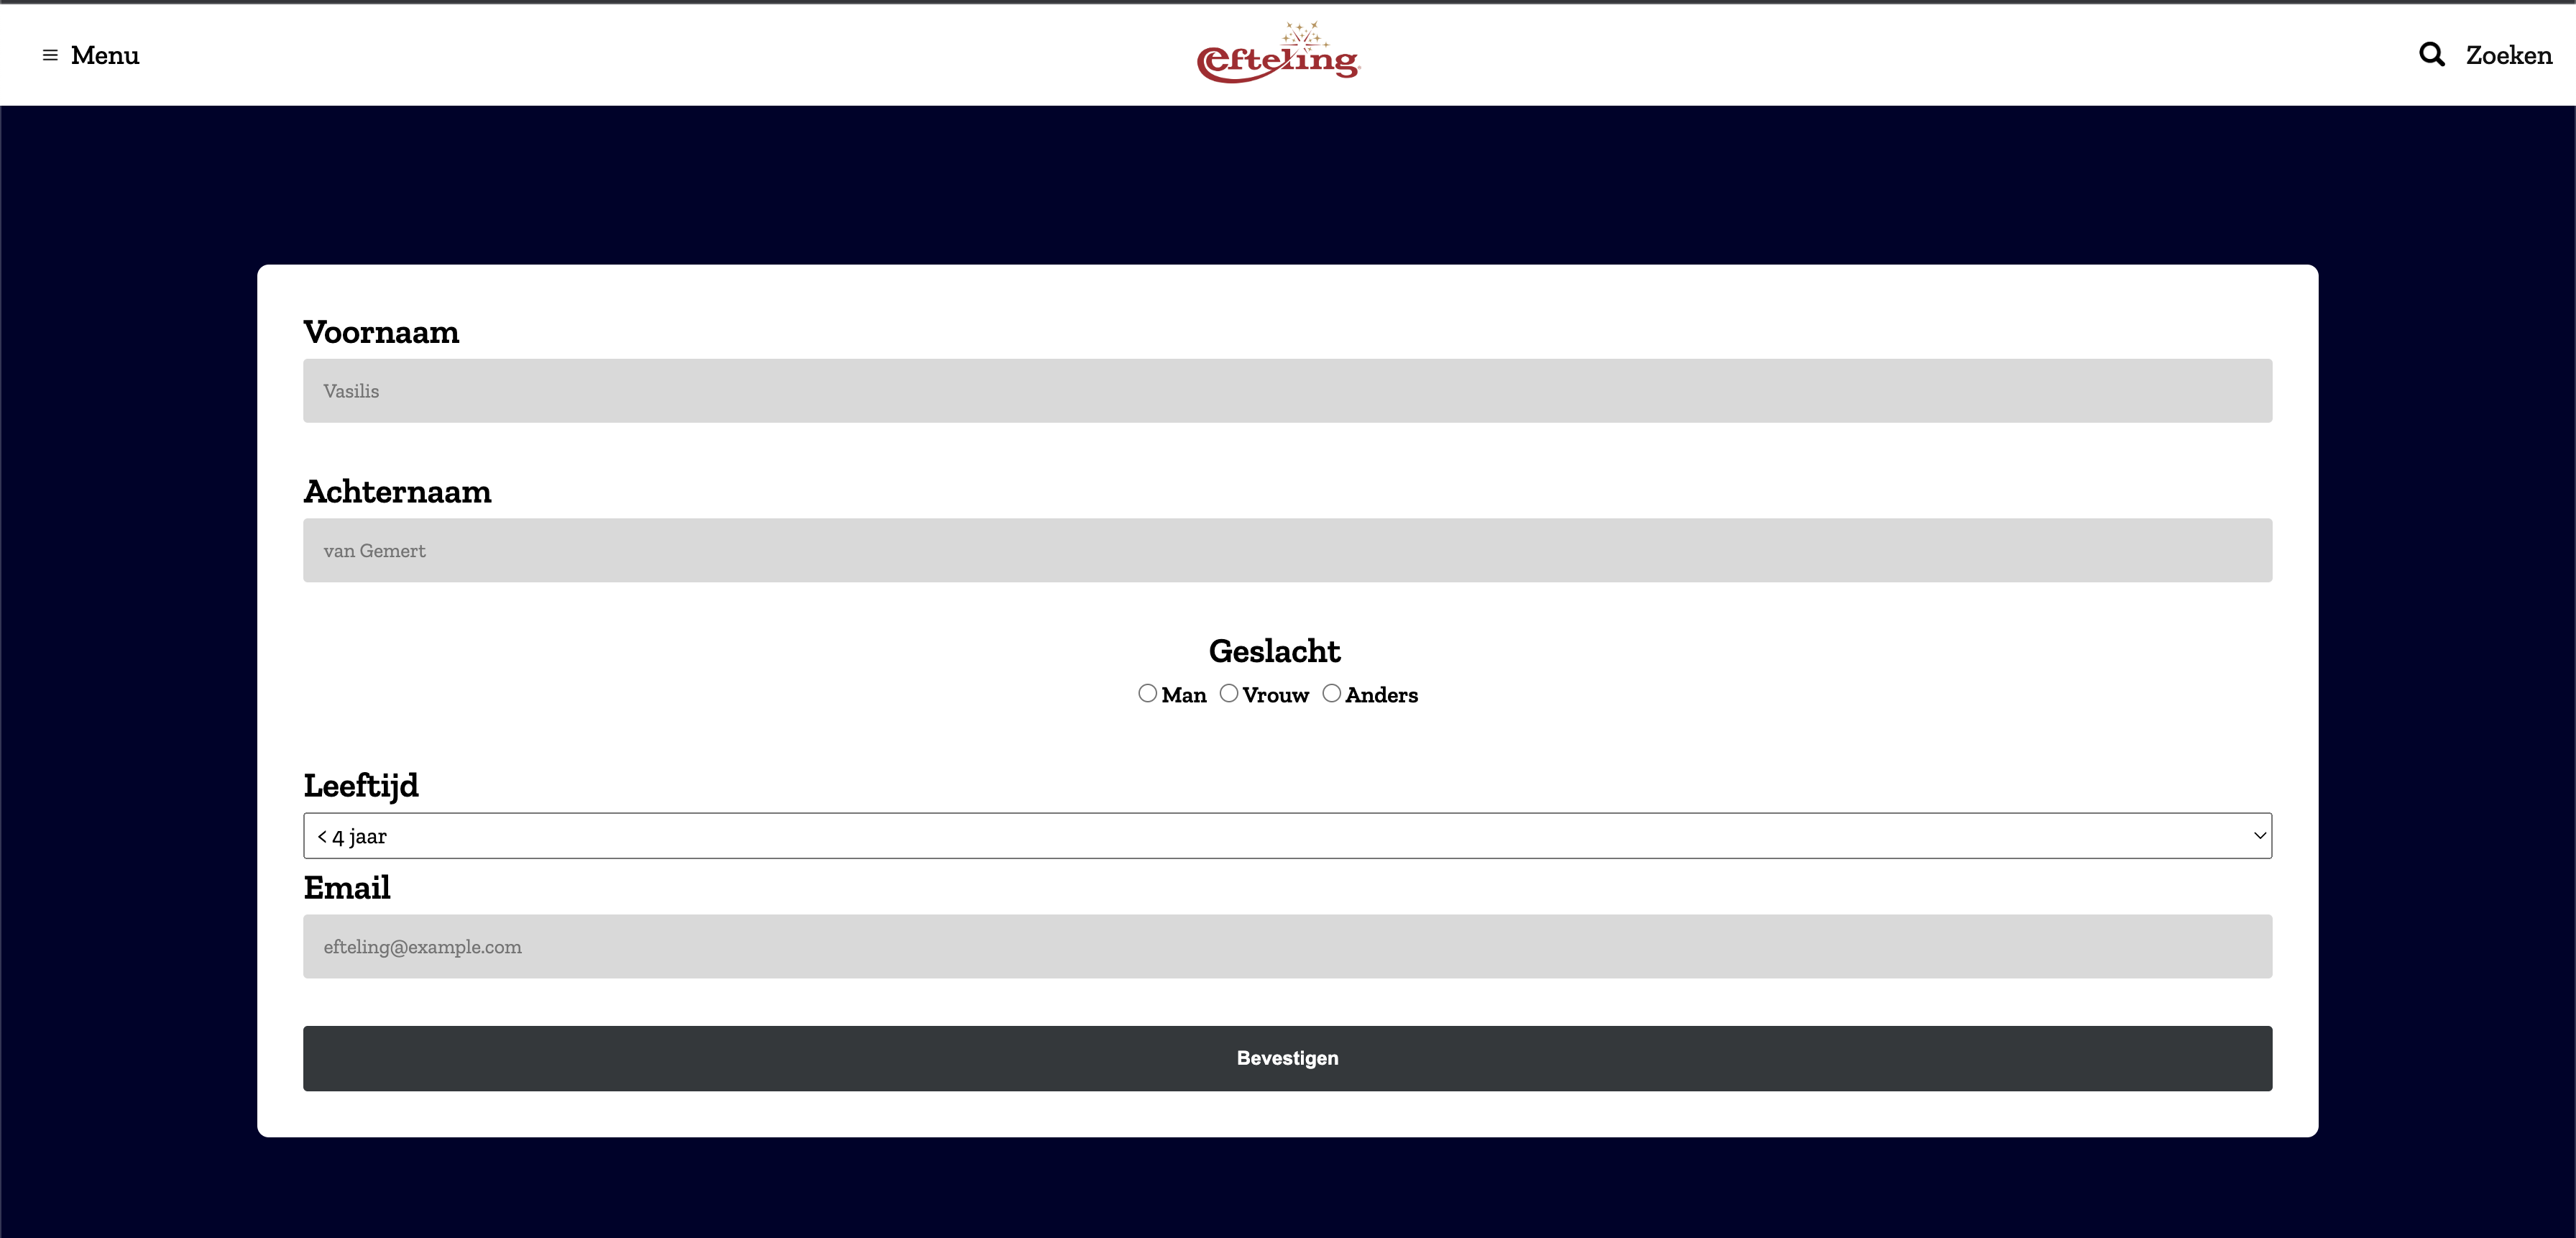 Menu
efteling
Zoeken
Voornaam
Vasilis
Achternaam
van Gemert
Geslacht
Man Vrouw Anders
Leeftijd
< 4 jaar
Email
efteling@example.com
Bevestigen